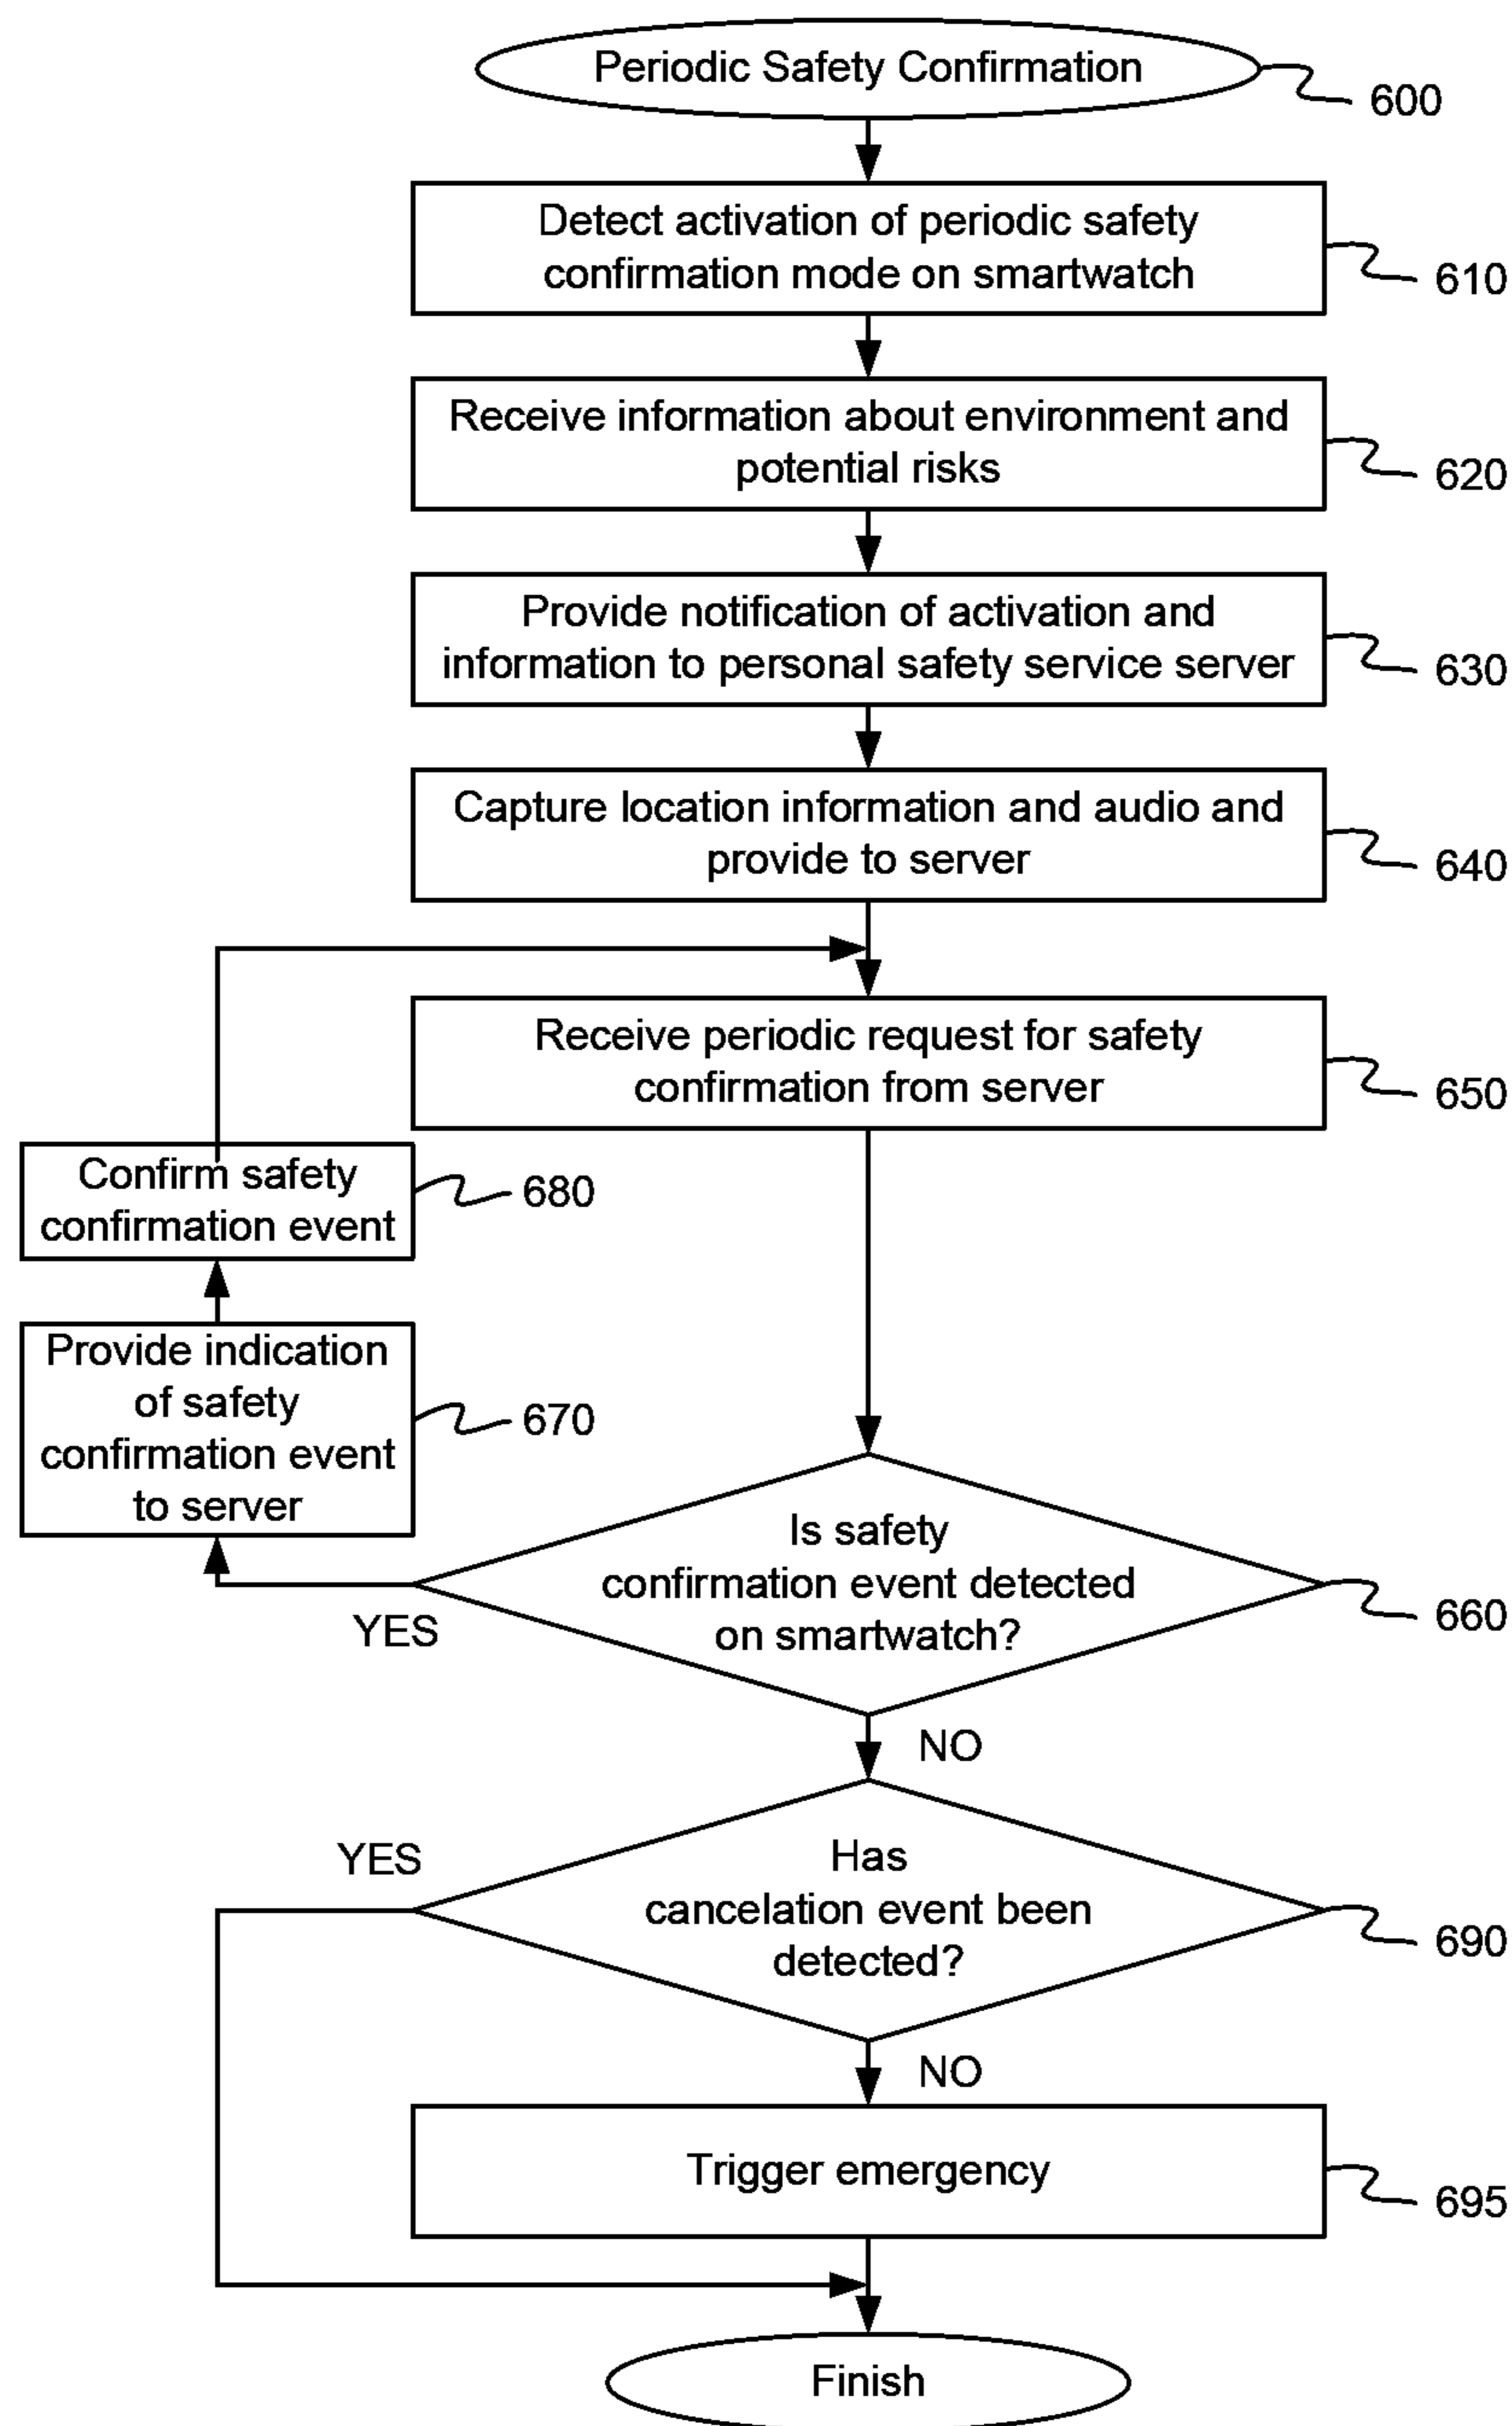 Periodic Safety Confirmation
600
Detect activation of periodic safety
confirmation mode on smartwatch
610
Receive information about environment and
potential risks
620
Provide notification of activation and
information to personal safety service server
630
Capture location information and audio and
provide to server
640
Receive periodic request for safety
confirmation from server
650
Confirm safety
confirmation event
680
Provide indication
of safety
confirmation event
to server
670
Is safety
confirmation event detected
on smartwatch?
660
YES
NO
Has
cancelation event been
detected?
690
YES
NO
Trigger emergency
695
Finish